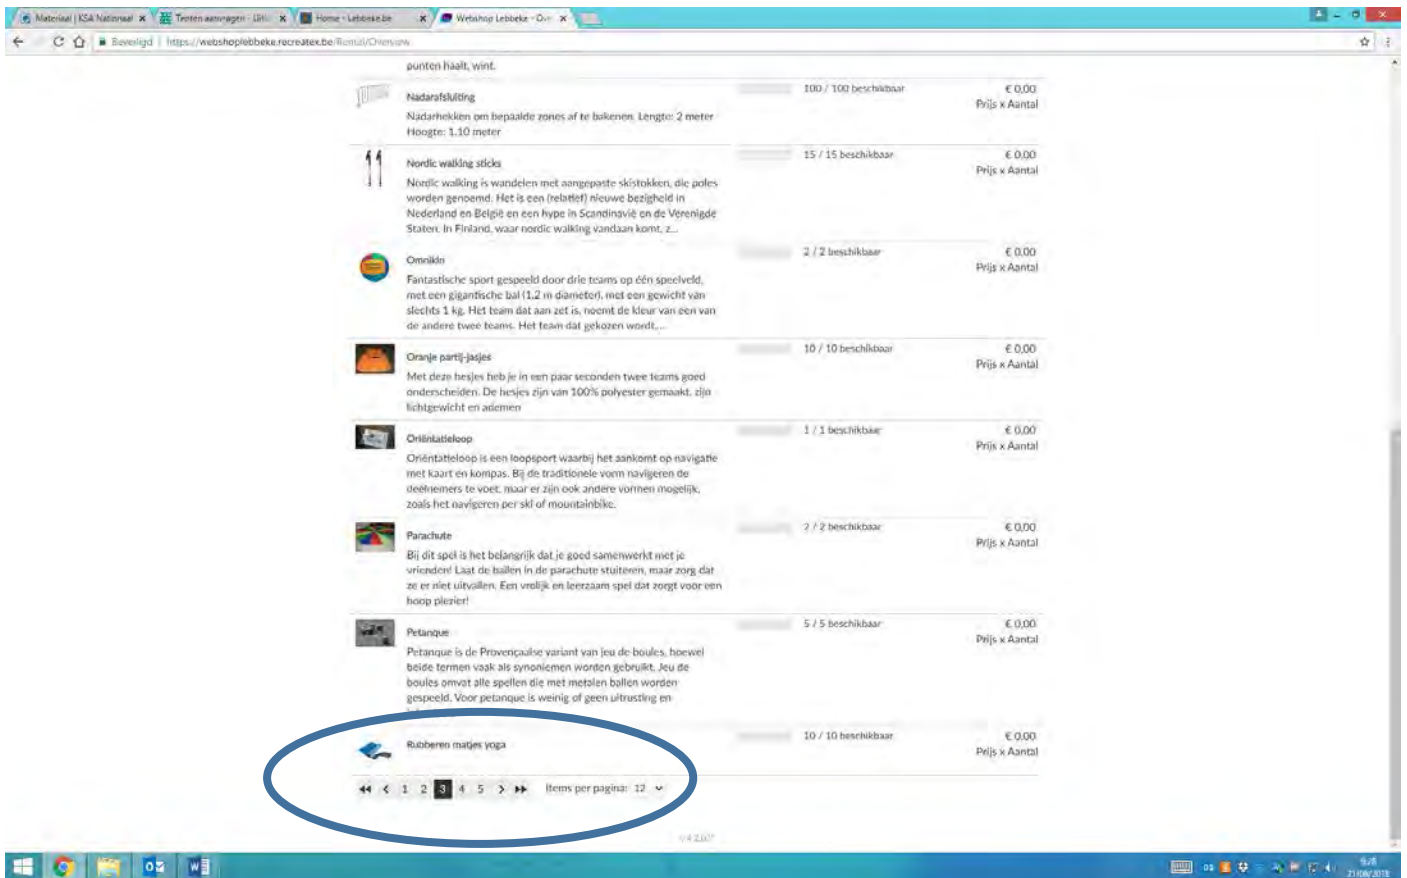 Materiaal | KSA Nationaal
Tenten aanvragen - Uitl
Home - Lebbeke.be
Webshop Lebbeke - Ov
Beveiligd https://webshoplebbeke.recreatex.be/Rental/Overview
punten haalt, wint.
Nadarafsluiting
100 / 100 beschikbaar
€ 0,00
Prijs x Aantal
Nadarhekken om bepaalde zones af te bakenen. Lengte: 2 meter
Hoogte: 1.10 meter
Nordic walking sticks
15 / 15 beschikbaar
€ 0,00
Prijs x Aantal
Nordic walking is wandelen met aangepaste skistokken, die poles
worden genoemd. Het is een (relatief) nieuwe bezigheid in
Nederland en België en een hype in Scandinavië en de Verenigde
Staten. In Finland, waar nordic walking vandaan komt, z...
Omnikin
2 / 2 beschikbaar
€ 0,00
Prijs x Aantal
Fantastische sport gespeeld door drie teams op één speelveld,
met een gigantische bal (1,2 m diameter), met een gewicht van
slechts 1 kg. Het team dat aan zet is, noemt de kleur van een van
de andere twee teams. Het team dat gekozen wordt,...
Oranje partij-jasjes
10 / 10 beschikbaar
€ 0,00
Prijs x Aantal
Met deze hesjes heb je in een paar seconden twee teams goed
onderscheiden. De hesjes zijn van 100% polyester gemaakt, zijn
lichtgewicht en ademen
Oriëntatieloop
1 / 1 beschikbaar
€ 0,00
Prijs x Aantal
Oriëntatieloop is een loopsport waarbij het aankomt op navigatie
met kaart en kompas. Bij de traditionele vorm navigeren de
deelnemers te voet, maar er zijn ook andere vormen mogelijk,
zoals het navigeren per ski of mountainbike.
Parachute
2 / 2 beschikbaar
€ 0,00
Prijs x Aantal
Bij dit spel is het belangrijk dat je goed samenwerkt met je
vrienden! Laat de ballen in de parachute stuiteren, maar zorg dat
ze er niet uitvallen. Een vrolijk en leerzaam spel dat zorgt voor een
hoop plezier!
Petanque
5 / 5 beschikbaar
€ 0,00
Prijs x Aantal
Petanque is de Provençaalse variant van jeu de boules, hoewel
beide termen vaak als synoniemen worden gebruikt. Jeu de
boules omvat alle spellen die met metalen ballen worden
gespeeld. Voor petanque is weinig of geen uitrusting en
Rubberen matjes yoga
10 / 10 beschikbaar
€ 0,00
Prijs x Aantal
1 2 3 4 5 Items per pagina: 12